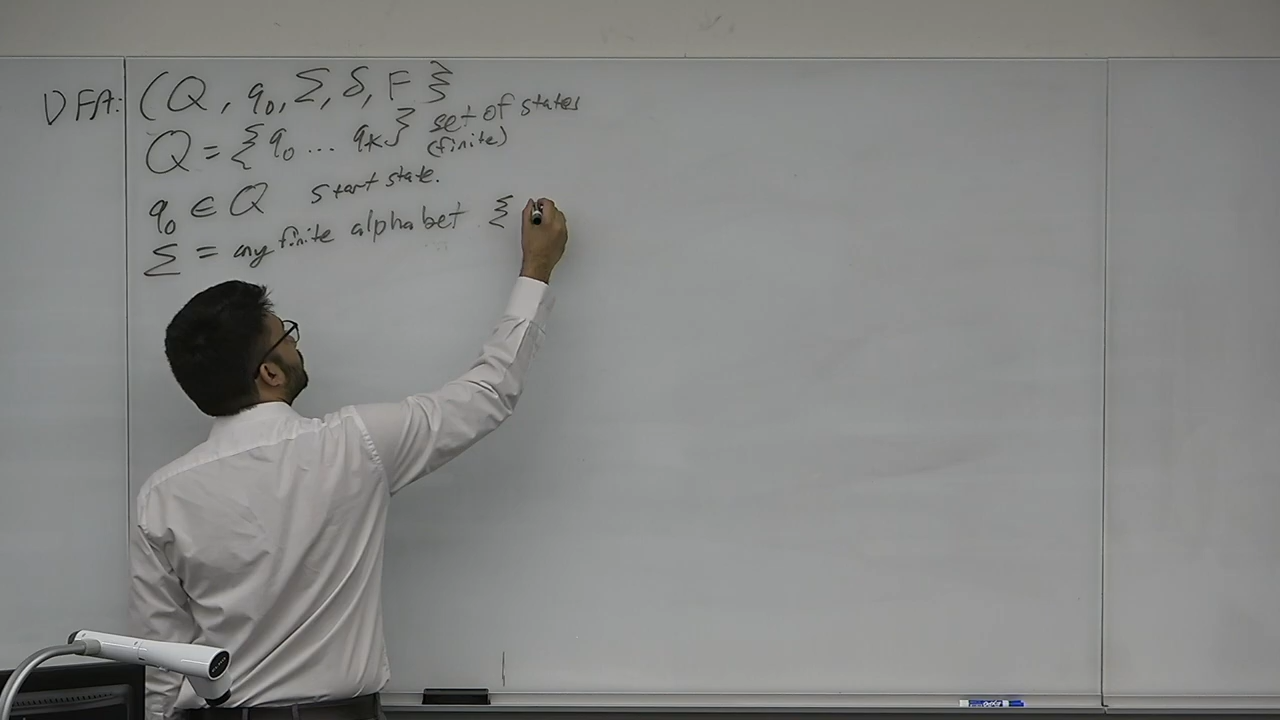 DFA: (Q, q₀, Σ, δ, F}
Q = {q₀ ... qₖ} set of states
(finite)
q₀ ∈ Q start state.
Σ = any finite alphabet {